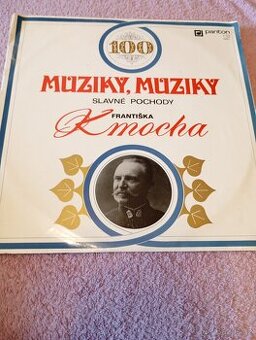 100
panton
MUZIKY, MUZIKY
SLAVNÉ POCHODY
FRANTIŠKA
Kmocha